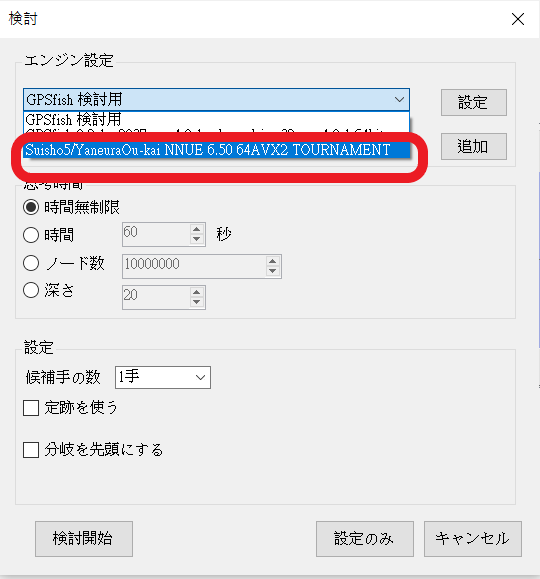 検討
エンジン設定
GPSfish 検討用
設定
GPSfish 検討用
Suisho5/YaneuraOu-kai NNUE 6.50 64AVX2 TOURNAMENT
追加
思考時間
時間無制限
時間 60 秒
ノード数 10000000
深さ 20
設定
候補手の数 1手
定跡を使う
分岐を先頭にする
検討開始 設定のみ キャンセル